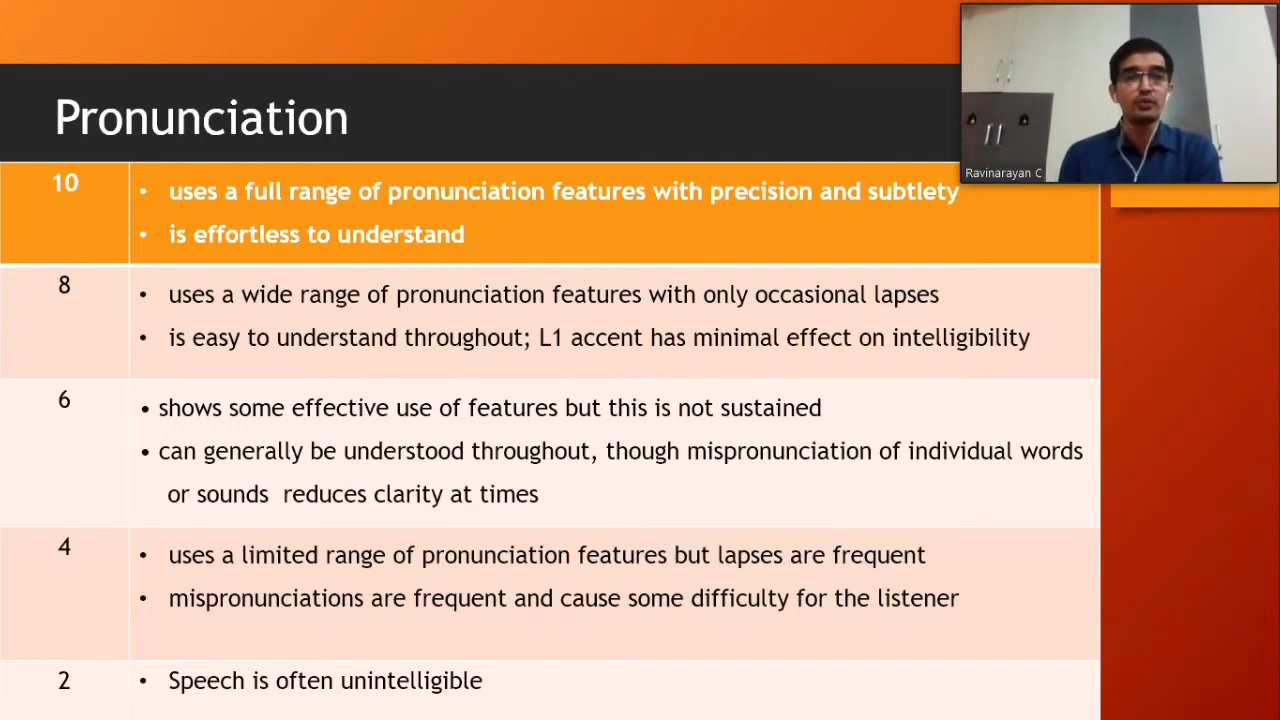 Pronunciation
Ravinarayan C
10
• uses a full range of pronunciation features with precision and subtlety
• is effortless to understand
8
• uses a wide range of pronunciation features with only occasional lapses
• is easy to understand throughout; L1 accent has minimal effect on intelligibility
6
• shows some effective use of features but this is not sustained
• can generally be understood throughout, though mispronunciation of individual words
or sounds  reduces clarity at times
4
• uses a limited range of pronunciation features but lapses are frequent
• mispronunciations are frequent and cause some difficulty for the listener
2
• Speech is often unintelligible